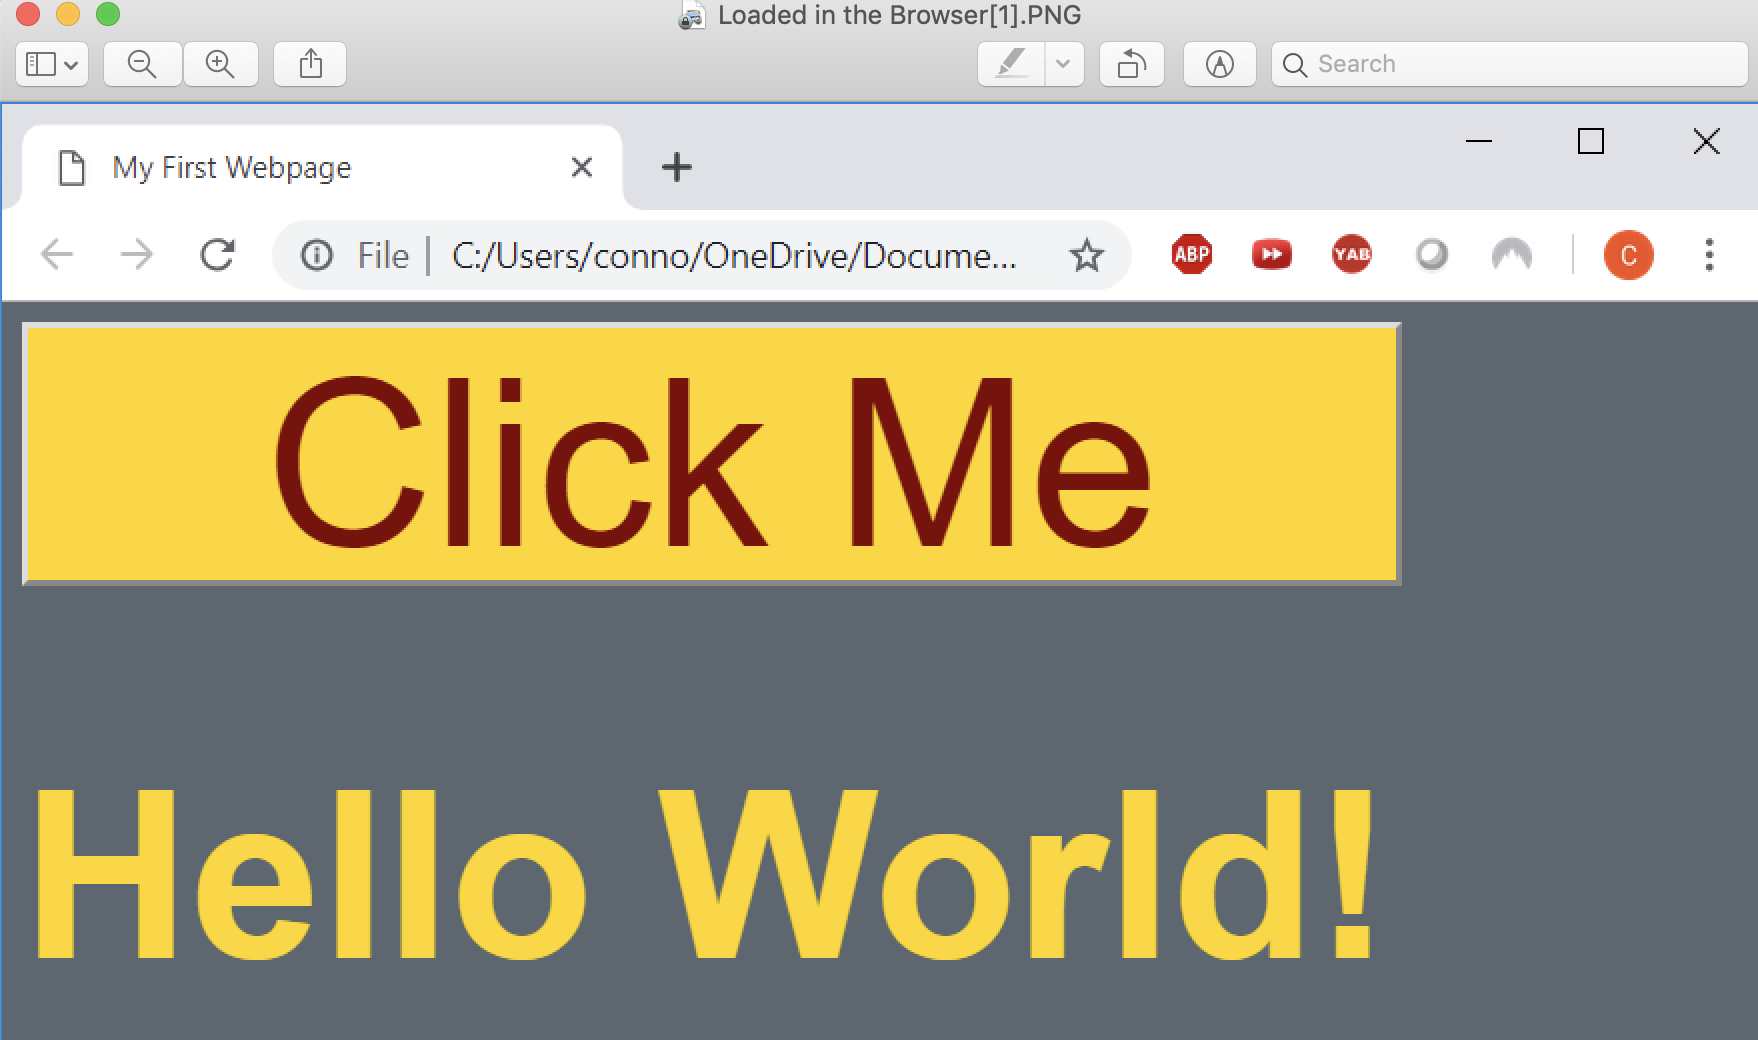 Loaded in the Browser[1].PNG
Search
My First Webpage
File | C:/Users/conno/OneDrive/Docume...
ABP
YAB
C
Click Me
Hello World!